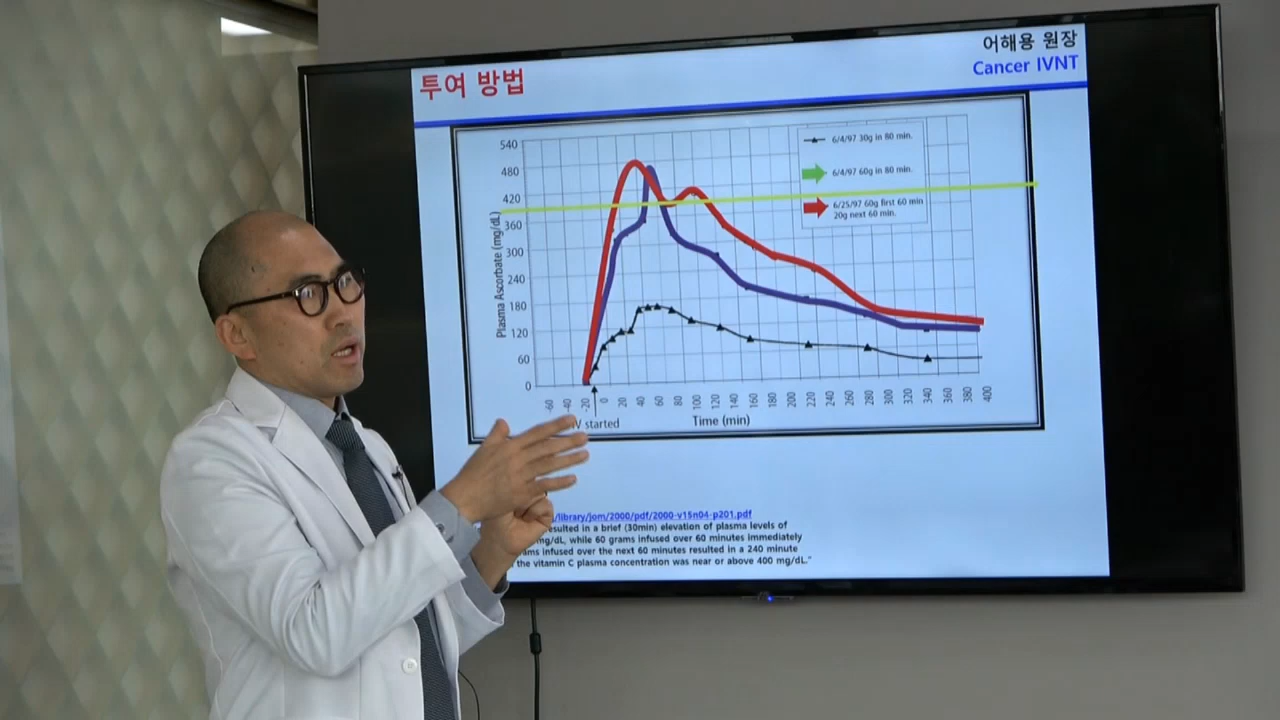 투여 방법
어해용 원장
Cancer IVNT
540
480
420
360
300
240
180
120
60
0
Plasma Ascorbate (mg/dL)
6/4/97 30g in 80 min.
6/4/97 60g in 80 min.
6/25/97 60g first 60 min
20g next 60 min.
-60 -40 -20 0 20 40 60 80 100 120 140 160 180 200 220 240 260 280 300 320 340 360 380 400
IV started
Time (min)
/library/jom/2000/pdf/2000-v15n04-p201.pdf
resulted in a brief (30min) elevation of plasma levels of
mg/dL, while 60 grams infused over 60 minutes immediately
infused over the next 60 minutes resulted in a 240 minute
the vitamin C plasma concentration was near or above 400 mg/dL."